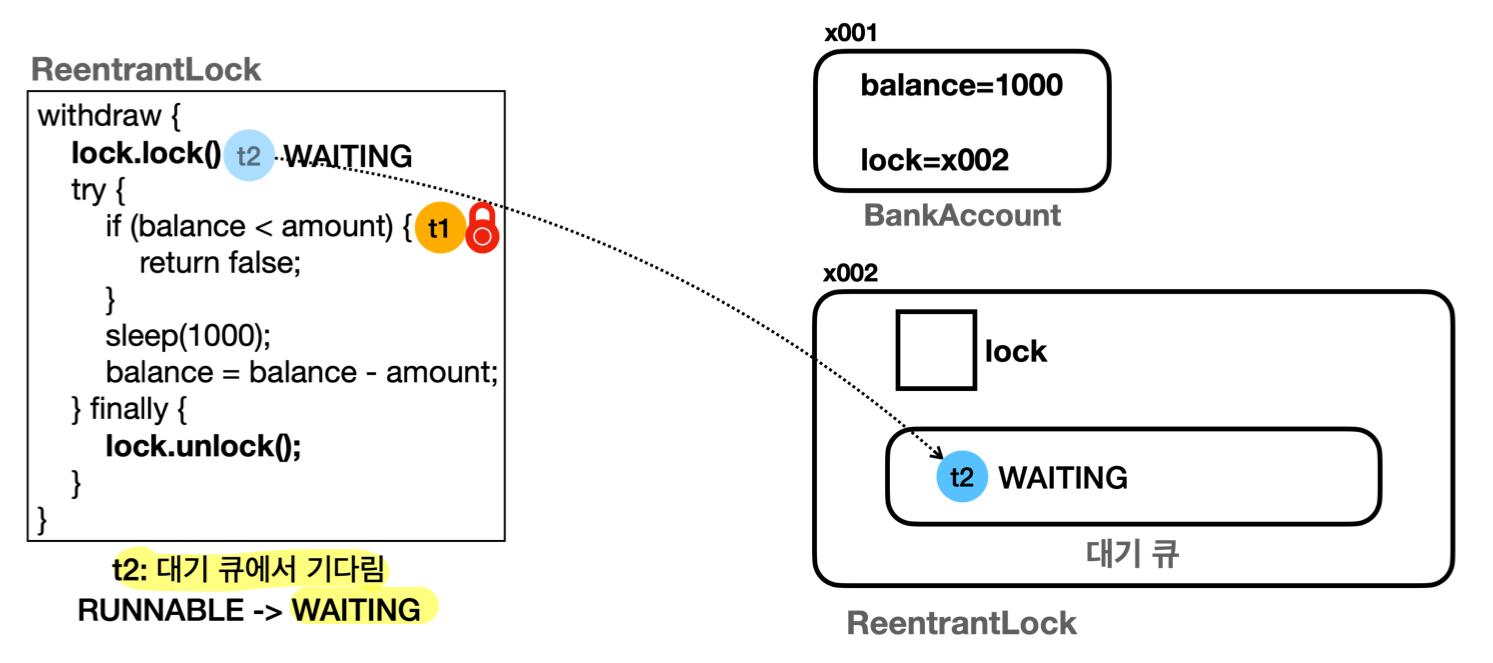 ReentrantLock
withdraw {
lock.lock() t2 WAITING
try {
if (balance < amount) { t1
return false;
}
sleep(1000);
balance = balance - amount;
} finally {
lock.unlock();
}
}
t2: 대기 큐에서 기다림
RUNNABLE -> WAITING
x001
balance=1000
lock=x002
BankAccount
x002
lock
t2 WAITING
대기 큐
ReentrantLock